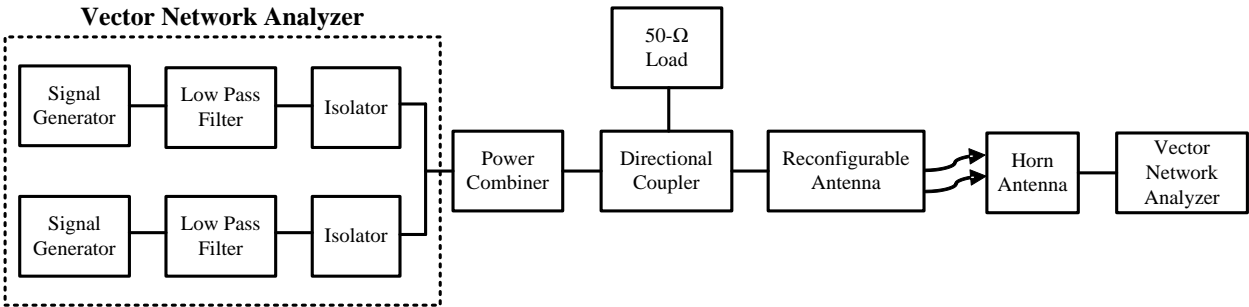 Vector Network Analyzer
Signal
Generator
Low Pass
Filter
Isolator
Signal
Generator
Low Pass
Filter
Isolator
Power
Combiner
50-Ω
Load
Directional
Coupler
Reconfigurable
Antenna
Horn
Antenna
Vector
Network
Analyzer